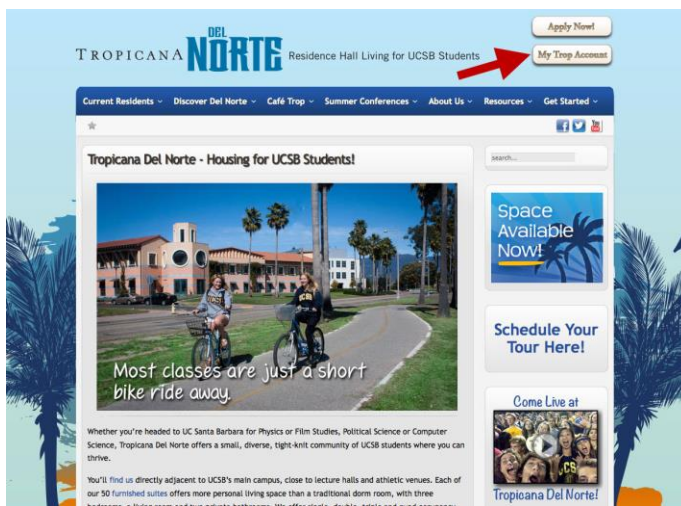 Apply Now!
TROPICANA DEL NORTE Residence Hall Living for UCSB Students
My Trop Account
Current Residents Discover Del Norte Café Trop Summer Conferences About Us Resources Get Started
search...
Tropicana Del Norte - Housing for UCSB Students!
Most classes are just a short
bike ride away.
Whether you're headed to UC Santa Barbara for Physics or Film Studies, Political Science or Computer
Science, Tropicana Del Norte offers a small, diverse, tight-knit community of UCSB students where you can
thrive.
You'll find us directly adjacent to UCSB's main campus, close to lecture halls and athletic venues. Each of
our 50 furnished suites offers more personal living space than a traditional dorm room, with three
Space
Available
Now!
Schedule Your
Tour Here!
Come Live at
Tropicana Del Norte!